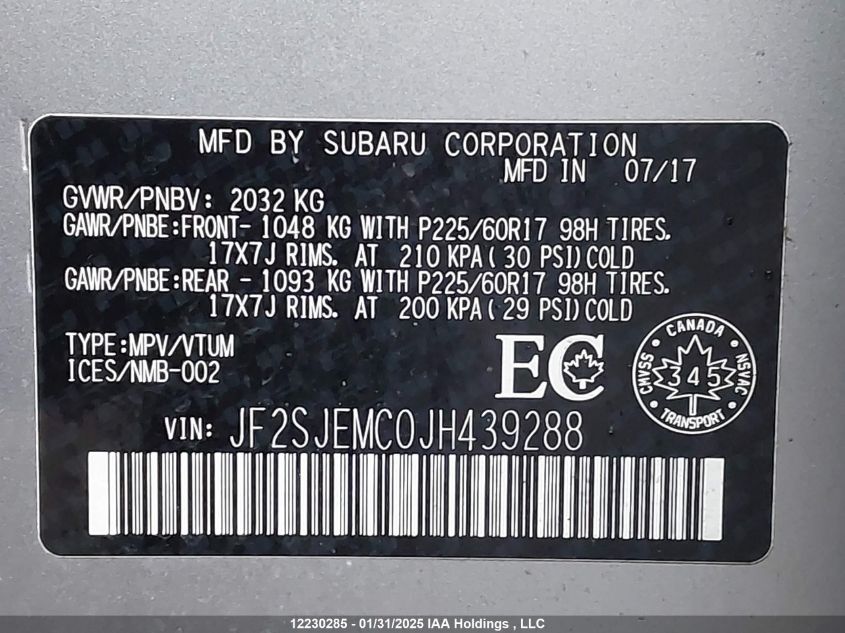 MFD BY SUBARU CORPORATION
MFD IN 07/17
GVWR/PNBV: 2032 KG
GAWR/PNBE:FRONT- 1048 KG WITH P225/60R17 98H TIRES.
17X7J RIMS. AT 210 KPA( 30 PSI)COLD
GAWR/PNBE:REAR - 1093 KG WITH P225/60R17 98H TIRES.
17X7J RIMS. AT 200 KPA( 29 PSI)COLD
TYPE:MPV/VTUM
ICES/NMB-002
EC
CANADA
CMVSS
345
NSVAC
TRANSPORT
VIN: JF2SJEMC0JH439288
12230285 - 01/31/2025 IAA Holdings , LLC